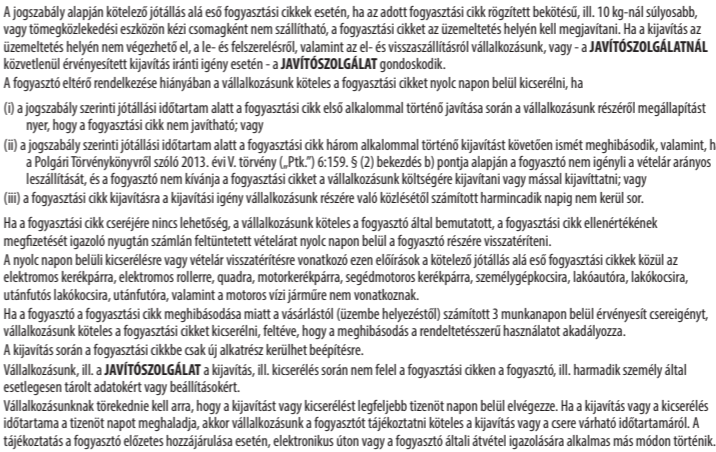 A jogszabály alapján kötelező jótállás alá eső fogyasztási cikkek esetén, ha az adott fogyasztási cikk rögzített bekötésű, ill. 10 kg-nál súlyosabb,
vagy tömegközlekedési eszközön kézi csomagként nem szállítható, a fogyasztási cikket az üzemeltetés helyén kell megjavítani. Ha a kijavítás az
üzemeltetés helyén nem végezhető el, a le- és felszerelésről, valamint az el- és visszaszállításról vállalkozásunk, vagy - a JAVÍTÓSZOLGÁLATNÁL
közvetlenül érvényesített kijavítás iránti igény esetén - a JAVÍTÓSZOLGÁLAT gondoskodik.
A fogyasztó eltérő rendelkezése hiányában a vállalkozásunk köteles a fogyasztási cikket nyolc napon belül kicserélni, ha
(i) a jogszabály szerinti jótállási időtartam alatt a fogyasztási cikk első alkalommal történő javítása során a vállalkozásunk részéről megállapítást
nyer, hogy a fogyasztási cikk nem javítható; vagy
(ii) a jogszabály szerinti jótállási időtartam alatt a fogyasztási cikk három alkalommal történő kijavítást követően ismét meghibásodik, valamint, h
a Polgári Törvénykönyvről szóló 2013. évi V. törvény („Ptk.”) 6:159. § (2) bekezdés b) pontja alapján a fogyasztó nem igényli a vételár arányos
leszállítását, és a fogyasztó nem kívánja a fogyasztási cikket a vállalkozásunk költségére kijavítani vagy mással kijavíttatni; vagy
(iii) a fogyasztási cikk kijavításra a kijavítási igény vállalkozásunk részére való közlésétől számított harmincadik napig nem kerül sor.
Ha a fogyasztási cikk cseréjére nincs lehetőség, a vállalkozásunk köteles a fogyasztó által bemutatott, a fogyasztási cikk ellenértékének
megfizetését igazoló nyugtán számlán feltüntetett vételárat nyolc napon belül a fogyasztó részére visszatéríteni.
A nyolc napon belüli kicserélésre vagy vételár visszatérítésre vonatkozó ezen előírások a kötelező jótállás alá eső fogyasztási cikkek közül az
elektromos kerékpárra, elektromos rollerre, quadra, motorkerékpárra, segédmotoros kerékpárra, személygépkocsira, lakóautóra, lakókocsira,
utánfutós lakókocsira, utánfutóra, valamint a motoros vízi járműre nem vonatkoznak.
Ha a fogyasztó a fogyasztási cikk meghibásodása miatt a vásárlástól (üzembe helyezéstől) számított 3 munkanapon belül érvényesít csereigényt,
vállalkozásunk köteles a fogyasztási cikket kicserélni, feltéve, hogy a meghibásodás a rendeltetésszerű használatot akadályozza.
A kijavítás során a fogyasztási cikkbe csak új alkatrész kerülhet beépítésre.
Vállalkozásunk, ill. a JAVÍTÓSZOLGÁLAT a kijavítás, ill. kicserélés során nem felel a fogyasztási cikken a fogyasztó, ill. harmadik személy által
esetlegesen tárolt adatokért vagy beállításokért.
Vállalkozásunknak törekednie kell arra, hogy a kijavítást vagy kicserélést legfeljebb tizenöt napon belül elvégezze. Ha a kijavítás vagy a kicserélés
időtartama a tizenöt napot meghaladja, akkor vállalkozásunk a fogyasztót tájékoztatni köteles a kijavítás vagy a csere várható időtartamáról. A
tájékoztatás a fogyasztó előzetes hozzájárulása esetén, elektronikus úton vagy a fogyasztó általi átvétel igazolására alkalmas más módon történik.